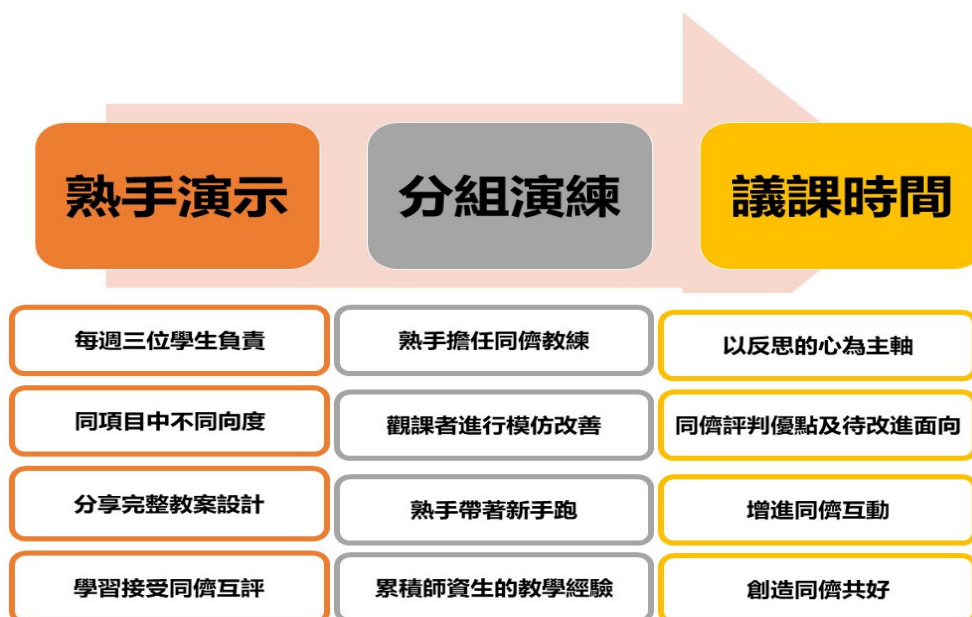 熟手演示
分組演練
議課時間
每週三位學生負責
同項目中不同向度
分享完整教案設計
學習接受同儕互評
熟手擔任同儕教練
觀課者進行模仿改善
熟手帶著新手跑
累積師資生的教學經驗
以反思的心為主軸
同儕評判優點及待改進面向
增進同儕互動
創造同儕共好